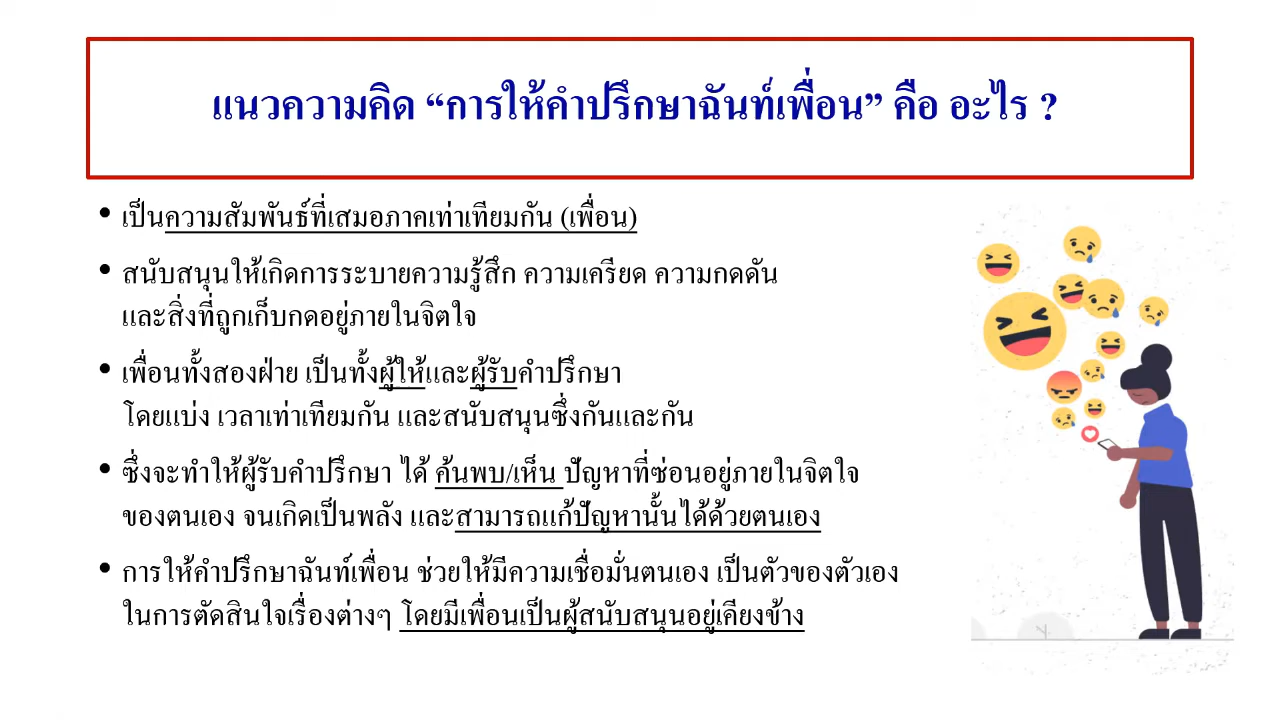 แนวความคิด “การให้คำปรึกษาฉันท์เพื่อน” คือ อะไร ?
• เป็นความสัมพันธ์ที่เสมอภาคเท่าเทียมกัน (เพื่อน)
• สนับสนุนให้เกิดการระบายความรู้สึก ความเครียด ความกดดัน
และสิ่งที่ถูกเก็บกดอยู่ภายในจิตใจ
• เพื่อนทั้งสองฝ่าย เป็นทั้งผู้ให้และผู้รับคำปรึกษา
โดยแบ่ง เวลาเท่าเทียมกัน และสนับสนุนซึ่งกันและกัน
• ซึ่งจะทำให้ผู้รับคำปรึกษา ได้ ค้นพบ/เห็น ปัญหาที่ซ่อนอยู่ภายในจิตใจ
ของตนเอง จนเกิดเป็นพลัง และสามารถแก้ปัญหานั้นได้ด้วยตนเอง
• การให้คำปรึกษาฉันท์เพื่อน ช่วยให้มีความเชื่อมั่นตนเอง เป็นตัวของตัวเอง
ในการตัดสินใจเรื่องต่างๆ โดยมีเพื่อนเป็นผู้สนับสนุนอยู่เคียงข้าง